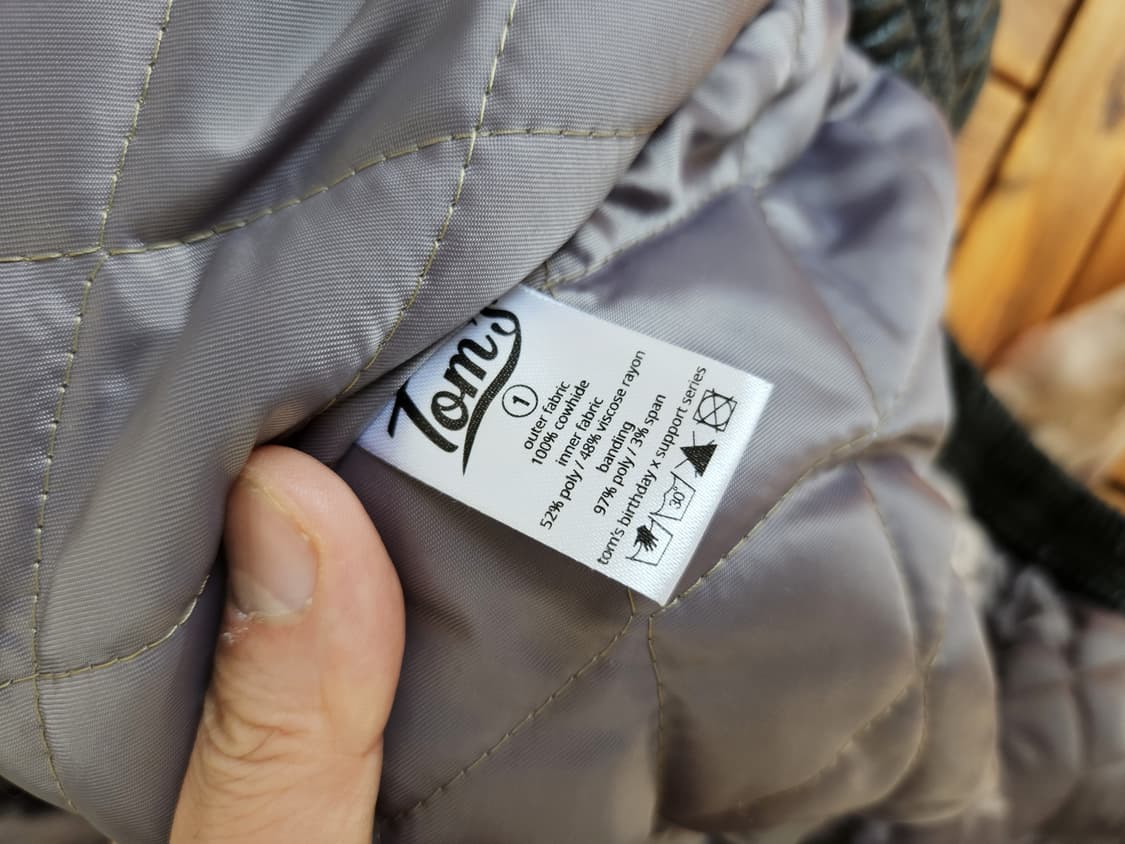 Tom's
1
outer fabric
100% cowhide
inner fabric
52% poly / 48% viscose rayon
banding
97% poly / 3% span
tom's birthday x support series
30°